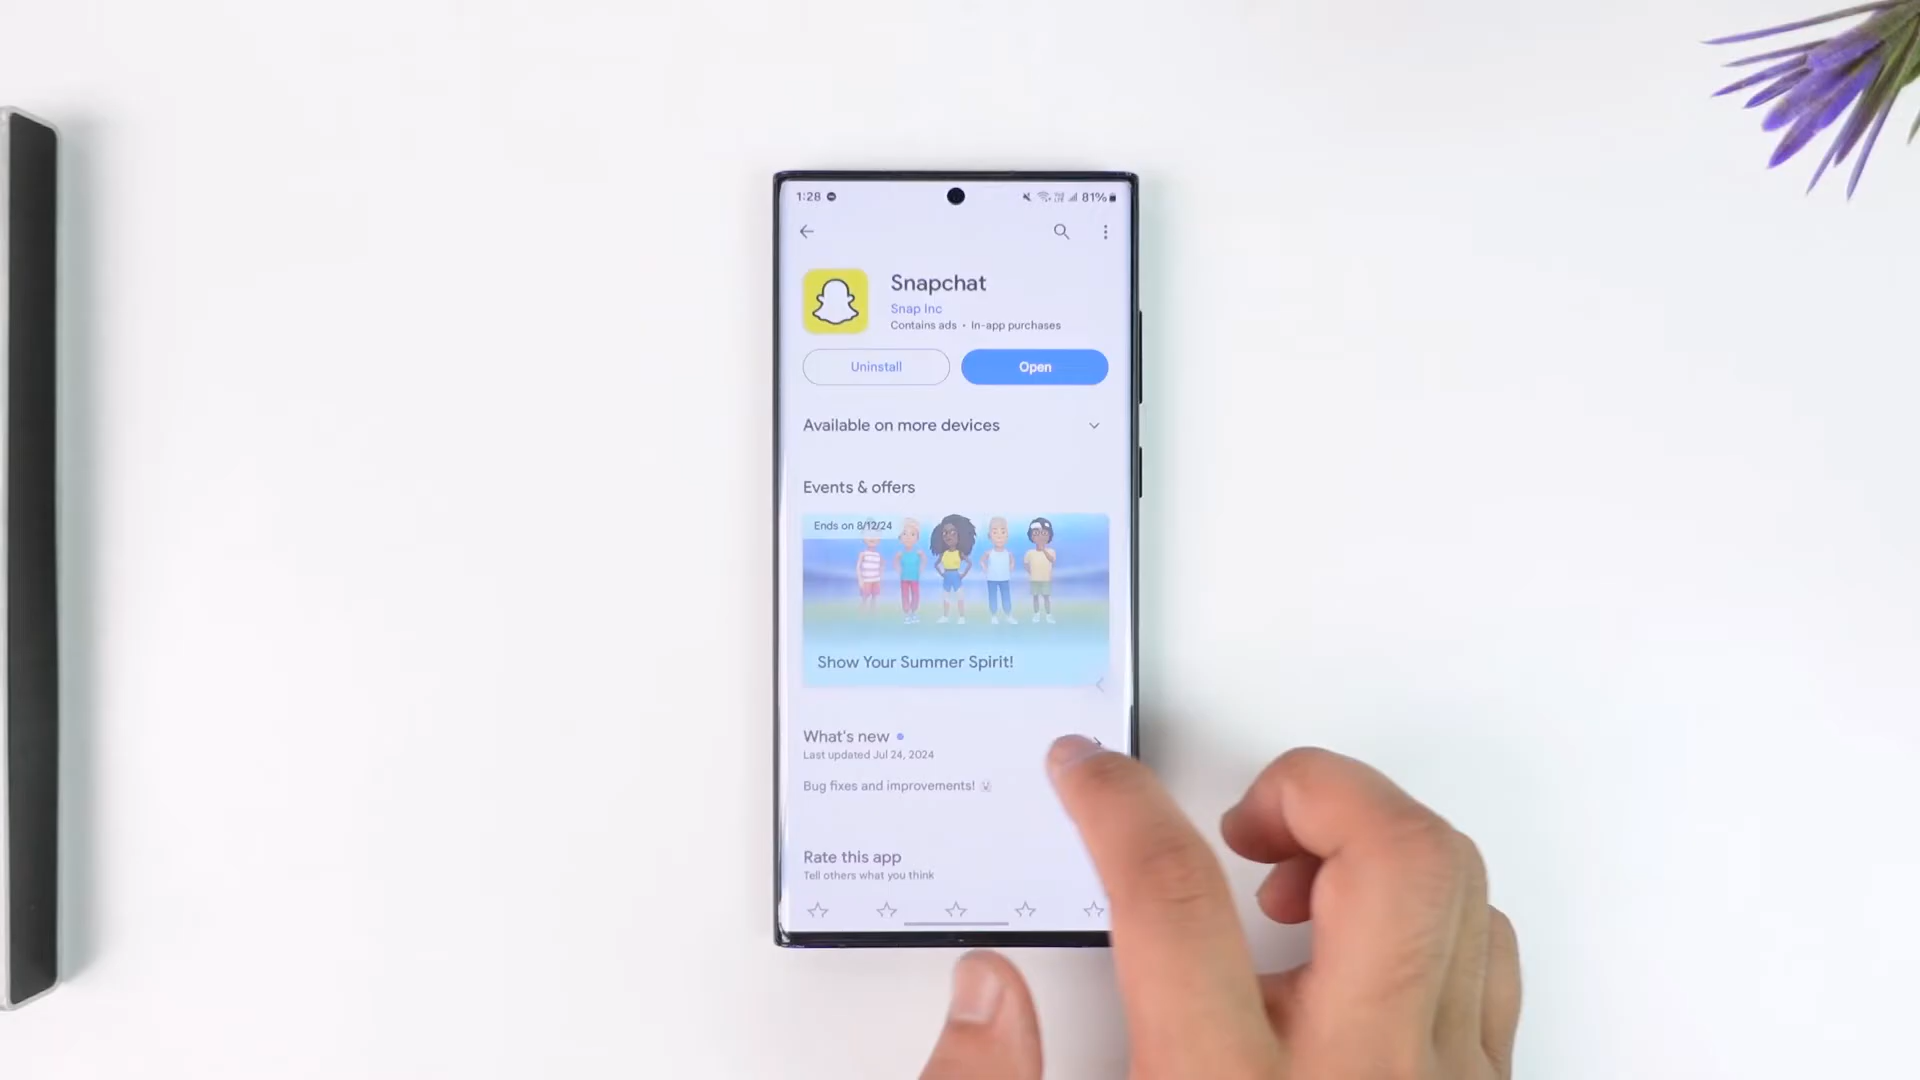 1:28
81%
Snapchat
Snap Inc
Contains ads • In-app purchases
Uninstall
Open
Available on more devices
Events & offers
Ends on 8/12/24
Show Your Summer Spirit!
What's new
Last updated Jul 24, 2024
Bug fixes and improvements!
Rate this app
Tell others what you think